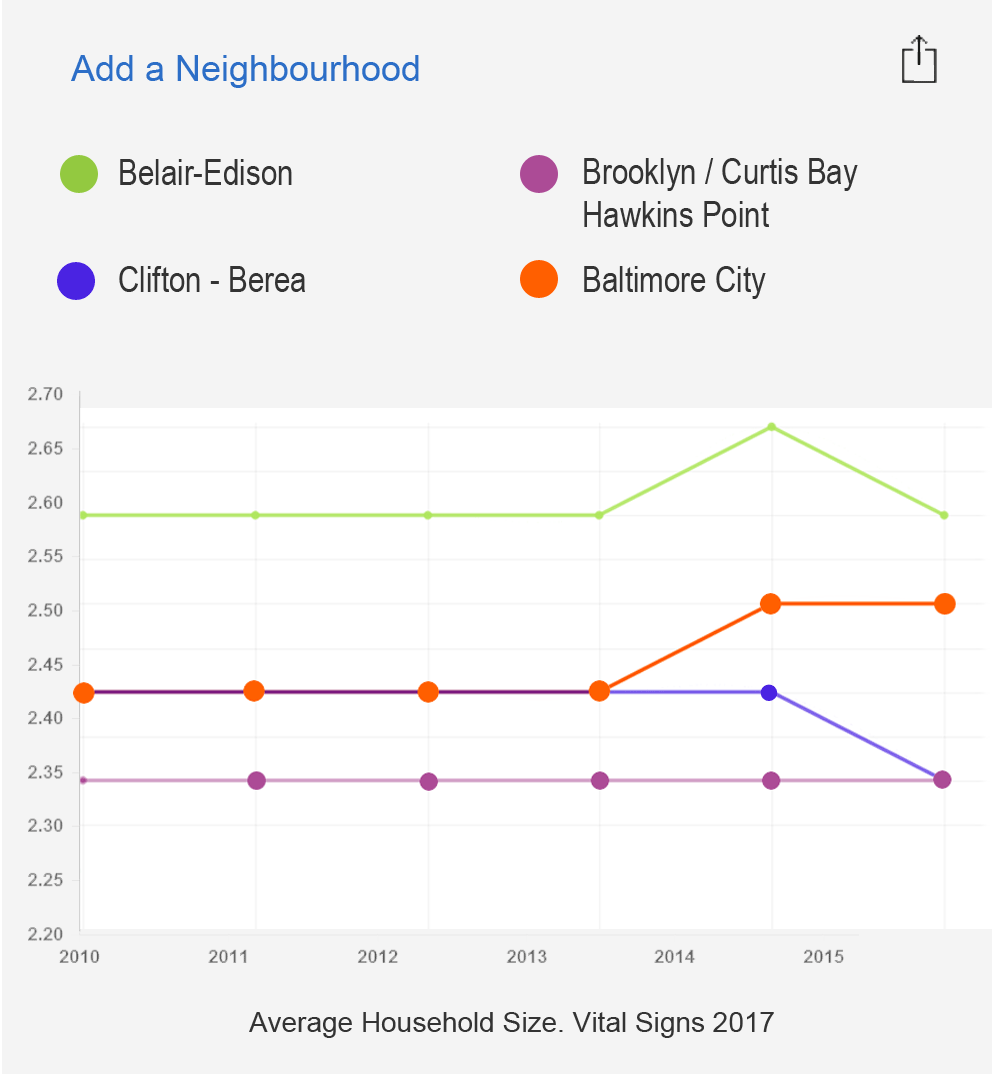 Add a Neighbourhood
Belair-Edison
Brooklyn / Curtis Bay
Hawkins Point
Clifton - Berea
Baltimore City
2.70
2.65
2.60
2.55
2.50
2.45
2.40
2.35
2.30
2.25
2.20
2010 2011 2012 2013 2014 2015
Average Household Size. Vital Signs 2017